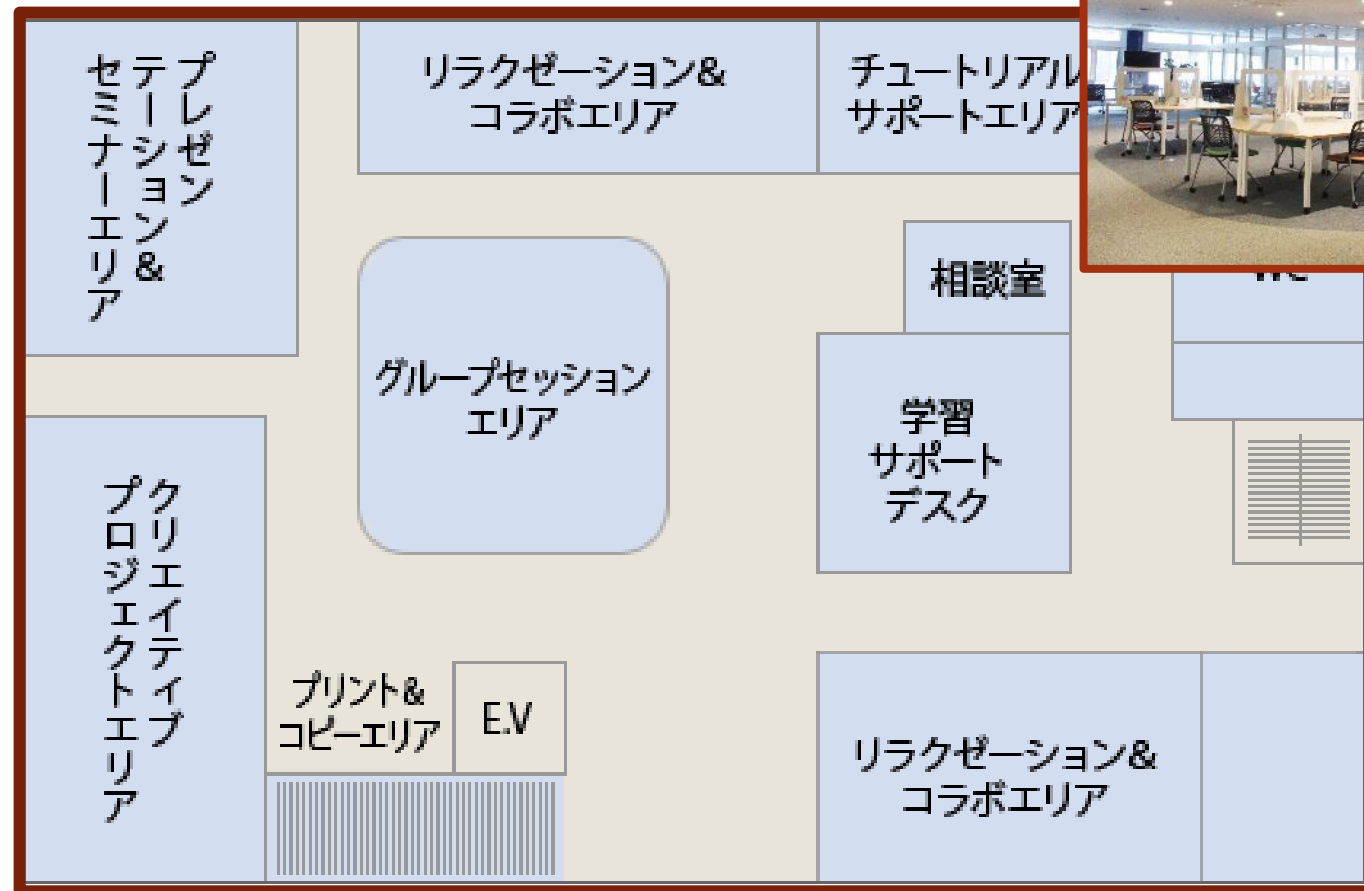 プレゼン
テーション&
セミナーエリア
リラクゼーション&
コラボエリア
チュートリアル
サポートエリア
相談室
グループセッション
エリア
学習
サポート
デスク
クリエイティブ
プロジェクトエリア
プリント&
コピーエリア
E.V
リラクゼーション&
コラボエリア